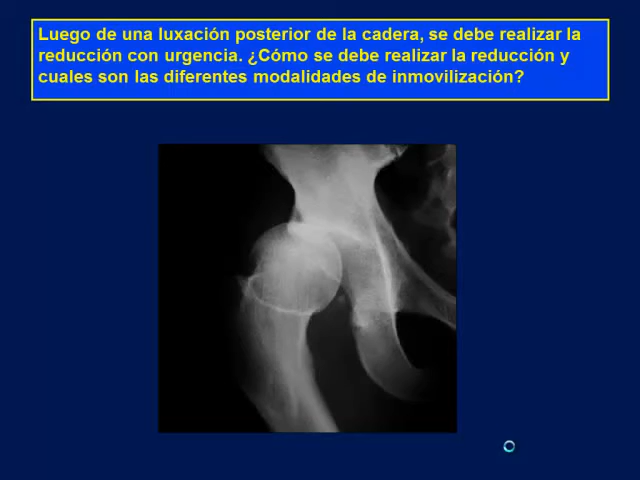 Luego de una luxación posterior de la cadera, se debe realizar la
reducción con urgencia. ¿Cómo se debe realizar la reducción y
cuales son las diferentes modalidades de inmovilización?